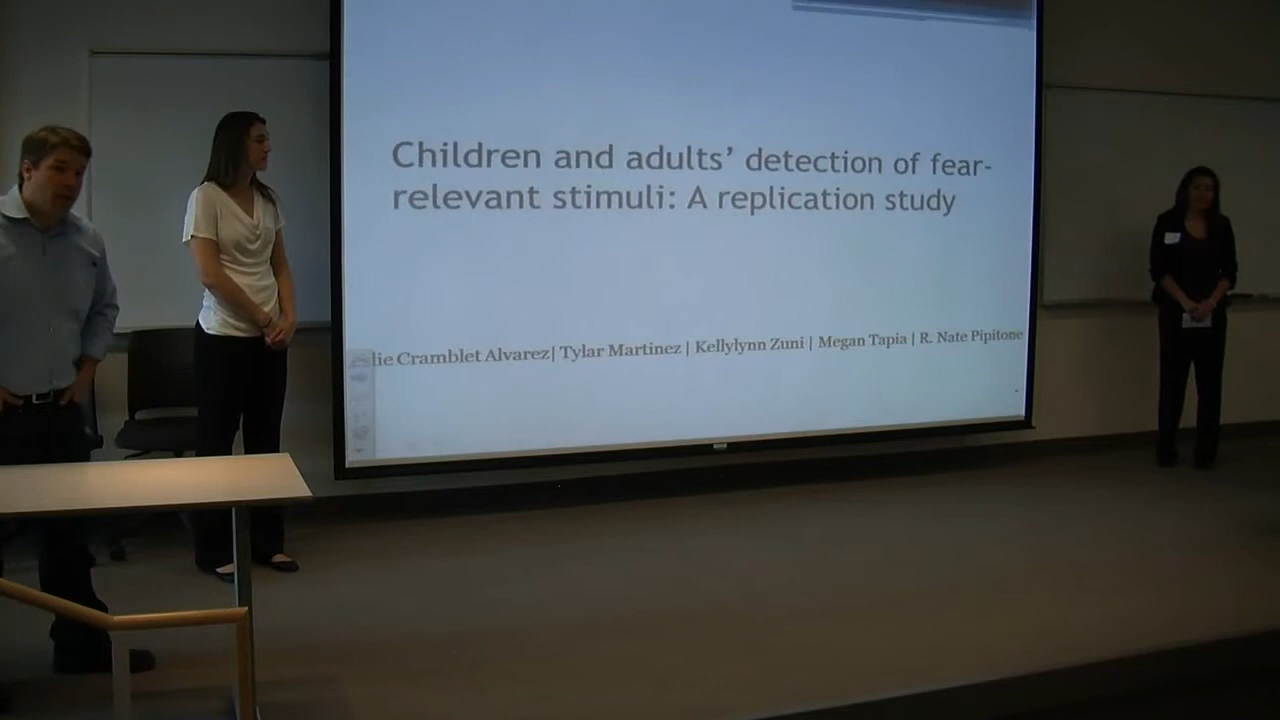 Children and adults’ detection of fear-
relevant stimuli: A replication study
Cramblet Alvarez| Tylar Martinez | Kellylynn Zuni | Megan Tapia | R. Nate Pipitone